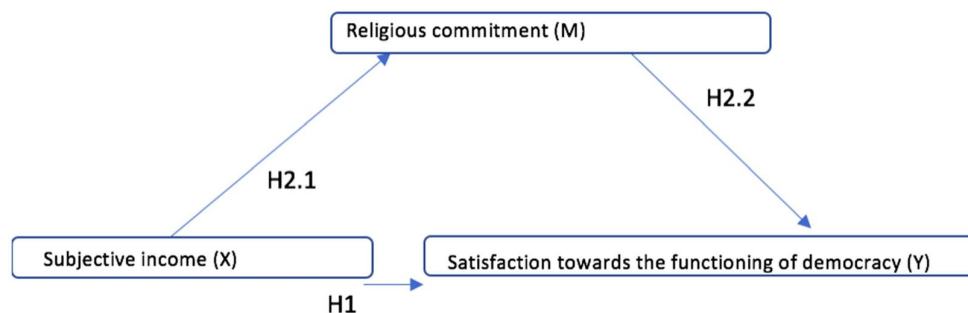 Religious commitment (M)
H2.2
H2.1
Subjective income (X)
Satisfaction towards the functioning of democracy (Y)
H1